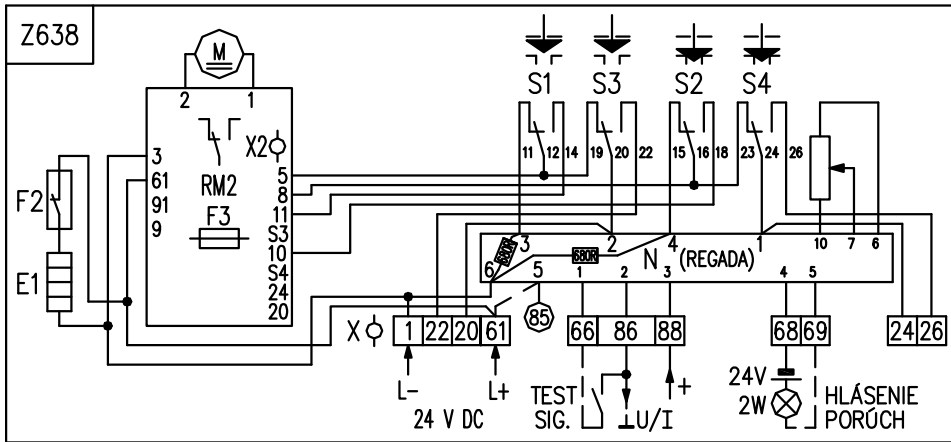 Z638
M
2 1
S1 S3 S2 S4
X2
RM2
F3
3
61
91
9
5
8
11
S3
10
S4
24
20
11 12 14 19 20 22 15 16 18 23 24 26
F2
E1
3 2 4 1 10 7 6
680R 680R
N (REGADA)
6 5 1 2 3 4 5
85
X 1 22 20 61 66 86 88 68 69 24 26
L- L+
24 V DC
TEST
SIG.
⊥U/I
+
24V
2W
HLÁSENIE
PORÚCH